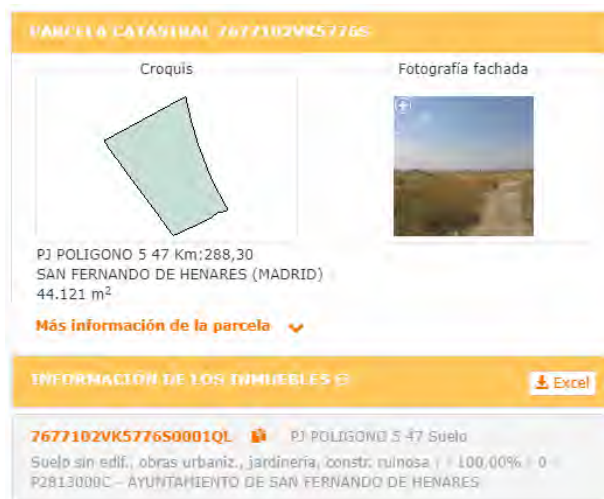 PARCELA CATASTRAL 7677102VK5776S
Croquis
Fotografía fachada
PJ POLIGONO 5 47 Km:288,30
SAN FERNANDO DE HENARES (MADRID)
44.121 m²
Más información de la parcela
INFORMACIÓN DE LOS INMUEBLES
Excel
7677102VK5776S0001QL PJ POLIGONO 5 47 Suelo
Suelo sin edif., obras urbaniz., jardinería, constr. ruinosa | 100,00% | 0
P2813000C - AYUNTAMIENTO DE SAN FERNANDO DE HENARES